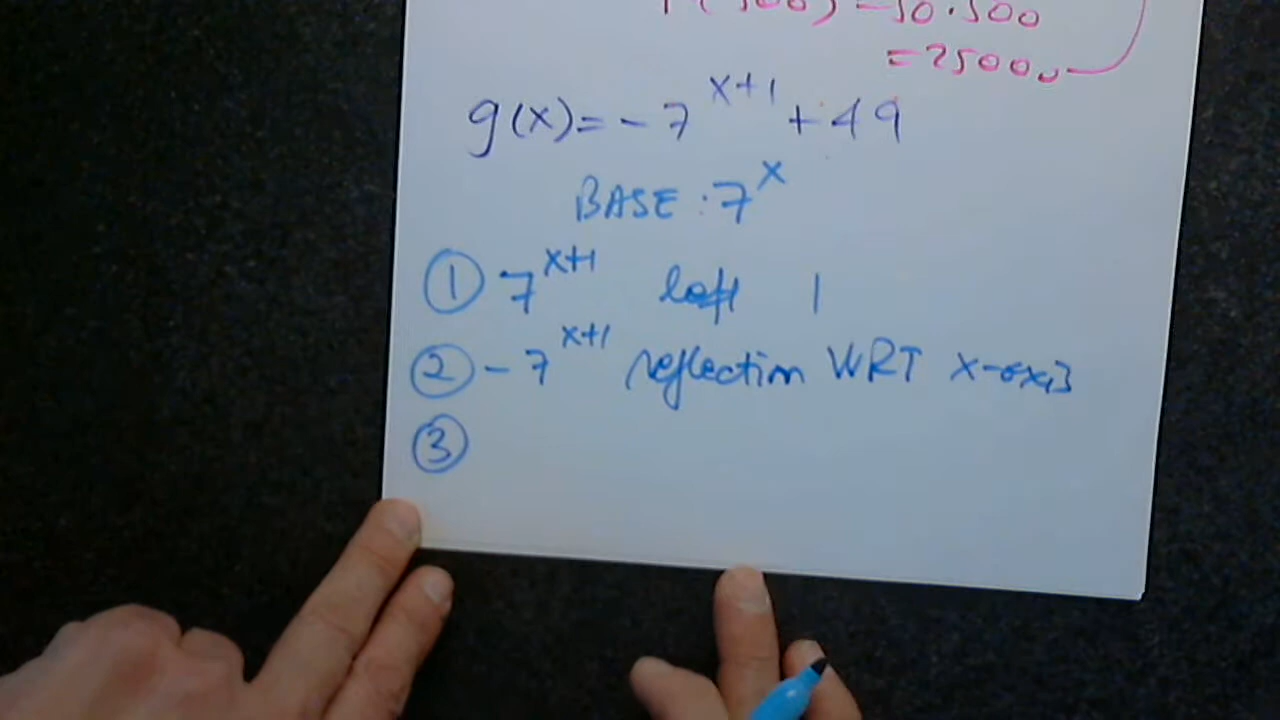 = 50.500
= 25000
g(x) = - 7^{x+1} + 49
BASE : 7^x
① 7^{x+1} left 1
② - 7^{x+1} reflection WRT x-axis
③